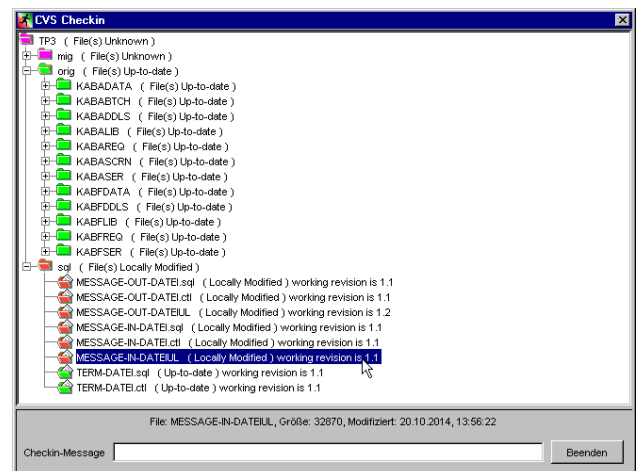 CVS Checkin
TP3 ( File(s) Unknown )
mig ( File(s) Unknown )
orig ( File(s) Up-to-date )
KABADATA ( File(s) Up-to-date )
KABABTCH ( File(s) Up-to-date )
KABADDLS ( File(s) Up-to-date )
KABALIB ( File(s) Up-to-date )
KABAREQ ( File(s) Up-to-date )
KABASCRN ( File(s) Up-to-date )
KABASER ( File(s) Up-to-date )
KABFDATA ( File(s) Up-to-date )
KABFDDLS ( File(s) Up-to-date )
KABFLIB ( File(s) Up-to-date )
KABFREQ ( File(s) Up-to-date )
KABFSER ( File(s) Up-to-date )
sql ( File(s) Locally Modified )
MESSAGE-OUT-DATEI.sql ( Locally Modified ) working revision is 1.1
MESSAGE-OUT-DATEI.ctl ( Locally Modified ) working revision is 1.1
MESSAGE-OUT-DATEIUL ( Locally Modified ) working revision is 1.2
MESSAGE-IN-DATEI.sql ( Locally Modified ) working revision is 1.1
MESSAGE-IN-DATEI.ctl ( Locally Modified ) working revision is 1.1
MESSAGE-IN-DATEIUL ( Locally Modified ) working revision is 1.1
TERM-DATEI.sql ( Up-to-date ) working revision is 1.1
TERM-DATEI.ctl ( Up-to-date ) working revision is 1.1
File: MESSAGE-IN-DATEIUL, Größe: 32870, Modifiziert: 20.10.2014, 13:56:22
Checkin-Message
Beenden